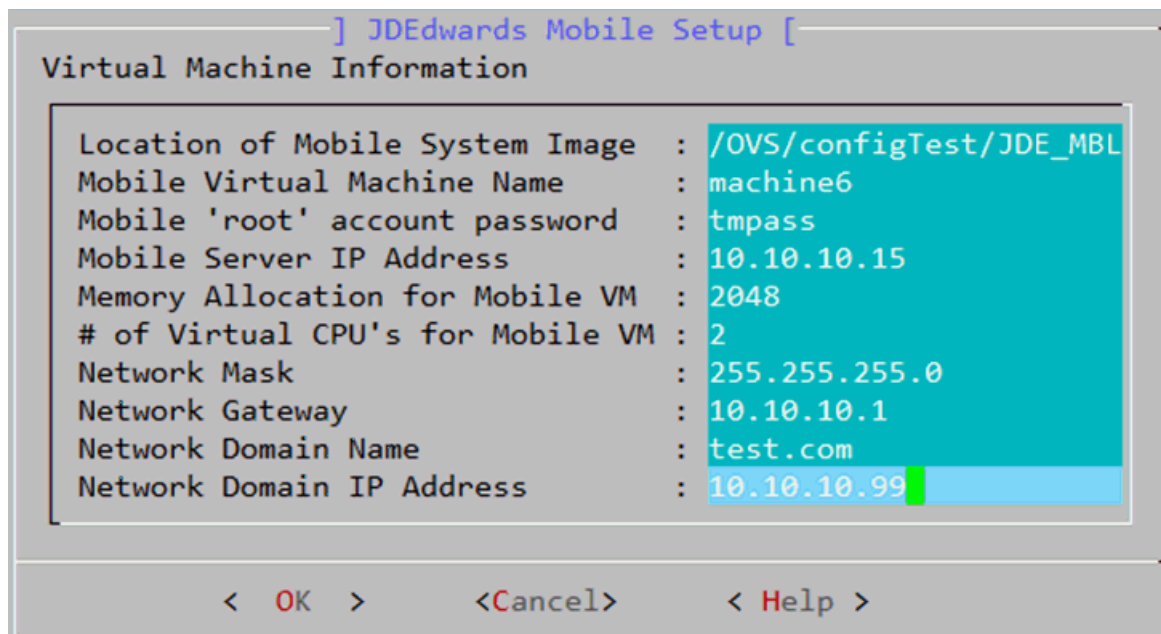 ] JDEdwards Mobile Setup [
Virtual Machine Information
Location of Mobile System Image : /OVS/configTest/JDE_MBL
Mobile Virtual Machine Name : machine6
Mobile 'root' account password : tmpass
Mobile Server IP Address : 10.10.10.15
Memory Allocation for Mobile VM : 2048
# of Virtual CPU's for Mobile VM : 2
Network Mask : 255.255.255.0
Network Gateway : 10.10.10.1
Network Domain Name : test.com
Network Domain IP Address : 10.10.10.99
< OK > <Cancel> < Help >